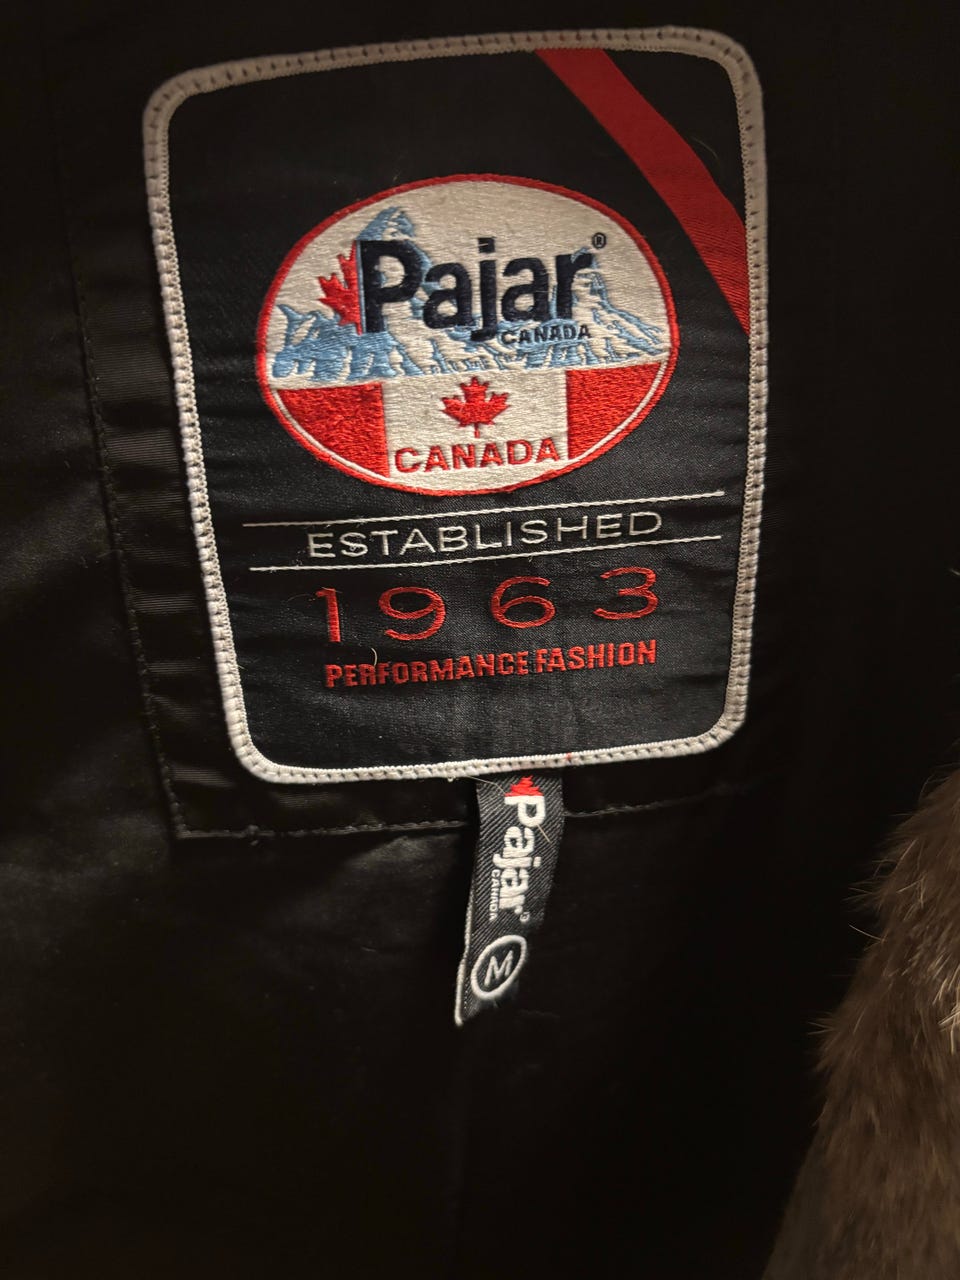 Pajar®
CANADA
CANADA
ESTABLISHED
1963
PERFORMANCE FASHION
Pajar®
CANADA
M